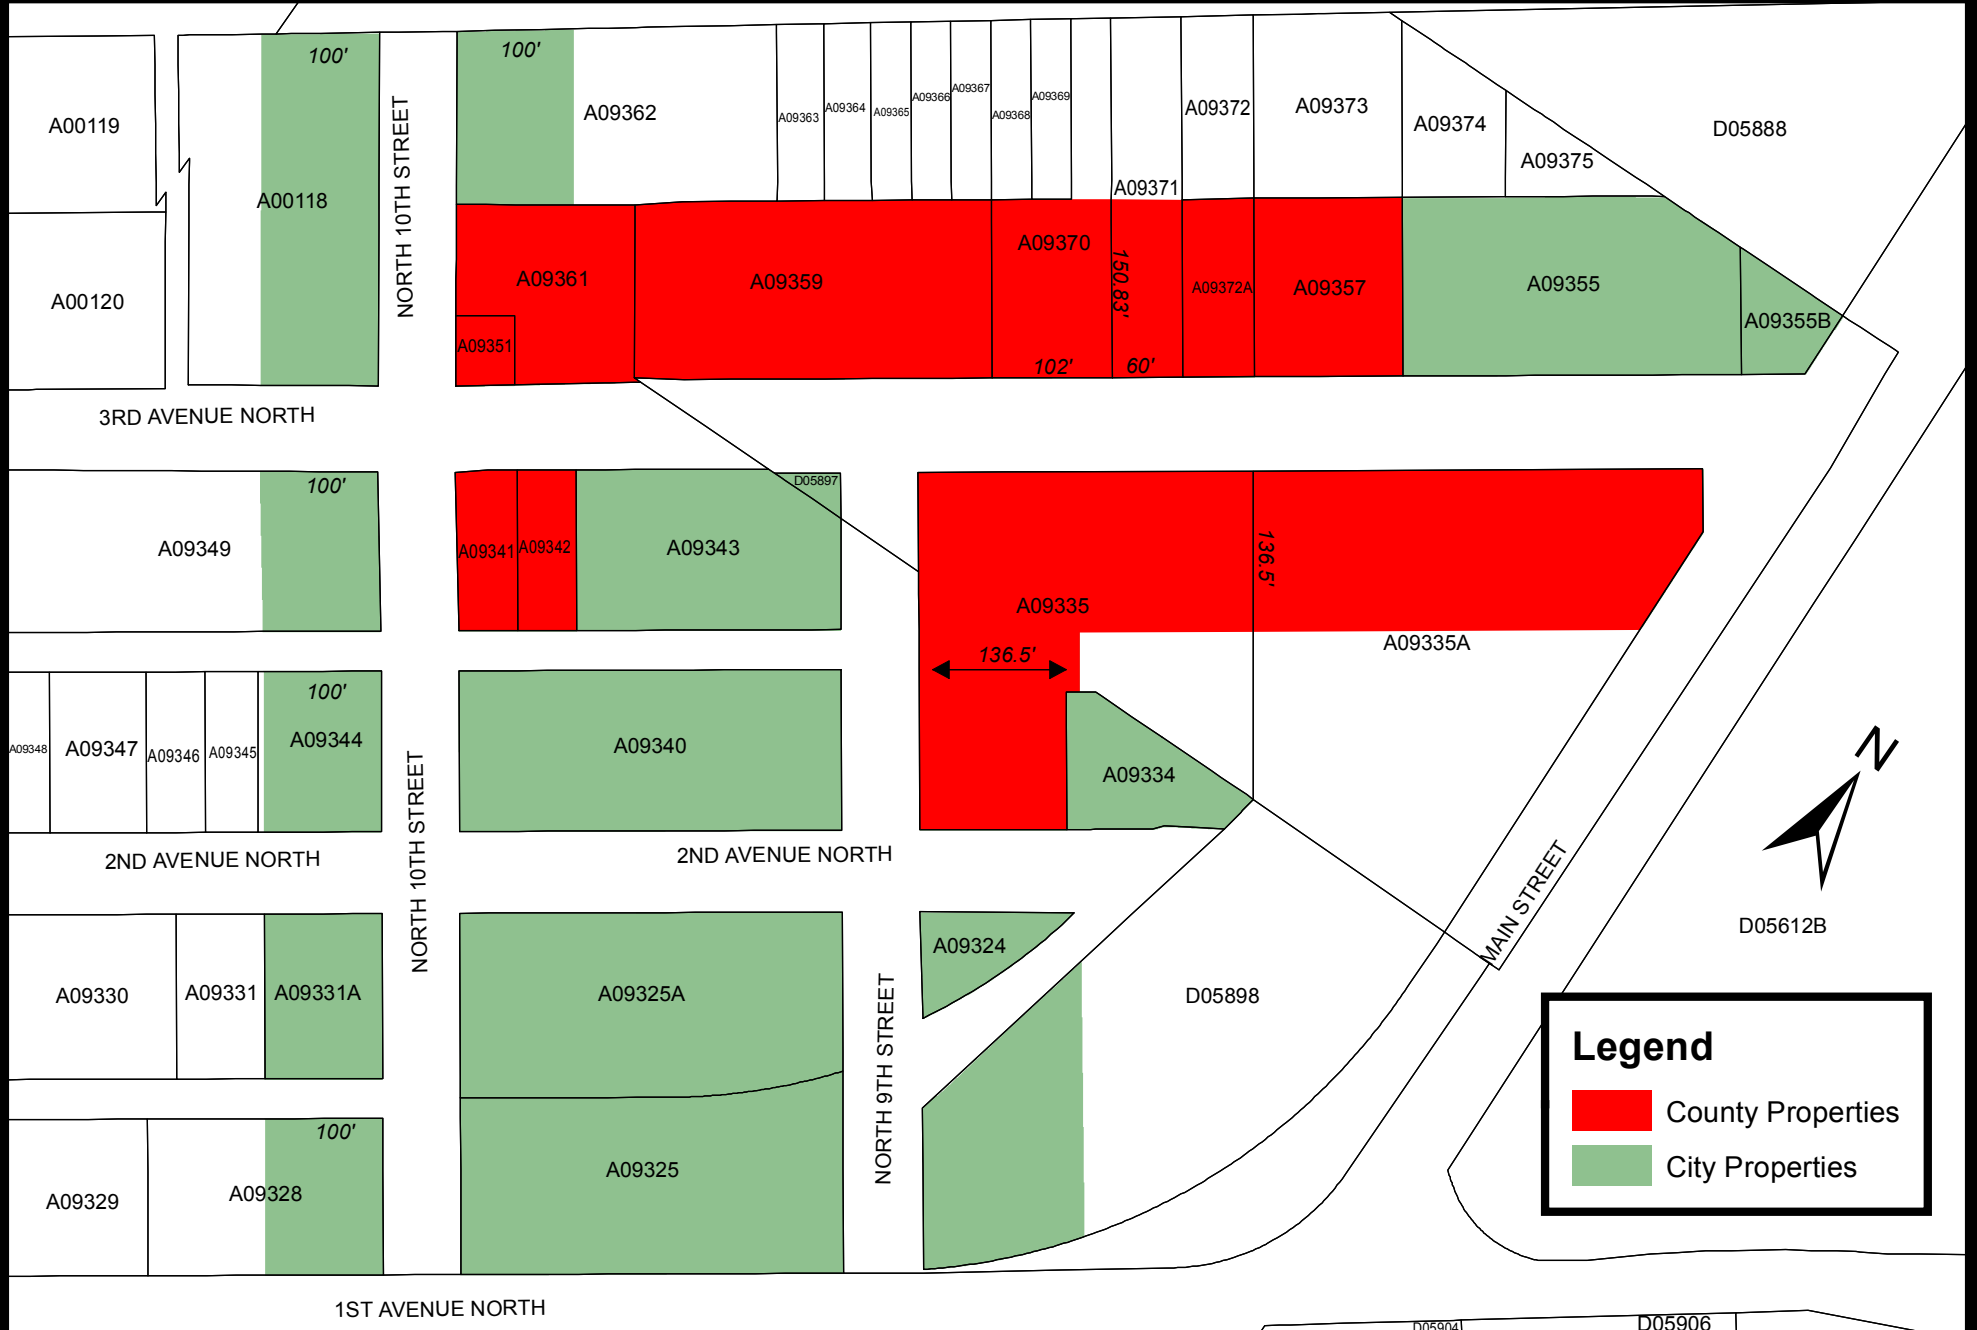 100'
100'
A00119
A09362
A09363
A09364
A09365
A09366
A09367
A09368
A09369
A09371
A09372
A09373
A09374
A09375
D05888
A00118
NORTH 10TH STREET
A00120
A09361
A09351
A09359
A09370
150.83'
102'
60'
A09372A
A09357
A09355
A09355B
3RD AVENUE NORTH
100'
A09349
A09341
A09342
A09343
D05897
A09335
136.5'
136.5'
A09335A
100'
A09348
A09347
A09346
A09345
A09344
A09340
A09334
N
NORTH 10TH STREET
2ND AVENUE NORTH
2ND AVENUE NORTH
MAIN STREET
D05612B
A09330
A09331
A09331A
A09325A
A09324
D05898
NORTH 9TH STREET
100'
A09329
A09328
A09325
Legend
County Properties
City Properties
1ST AVENUE NORTH
D05904
D05906